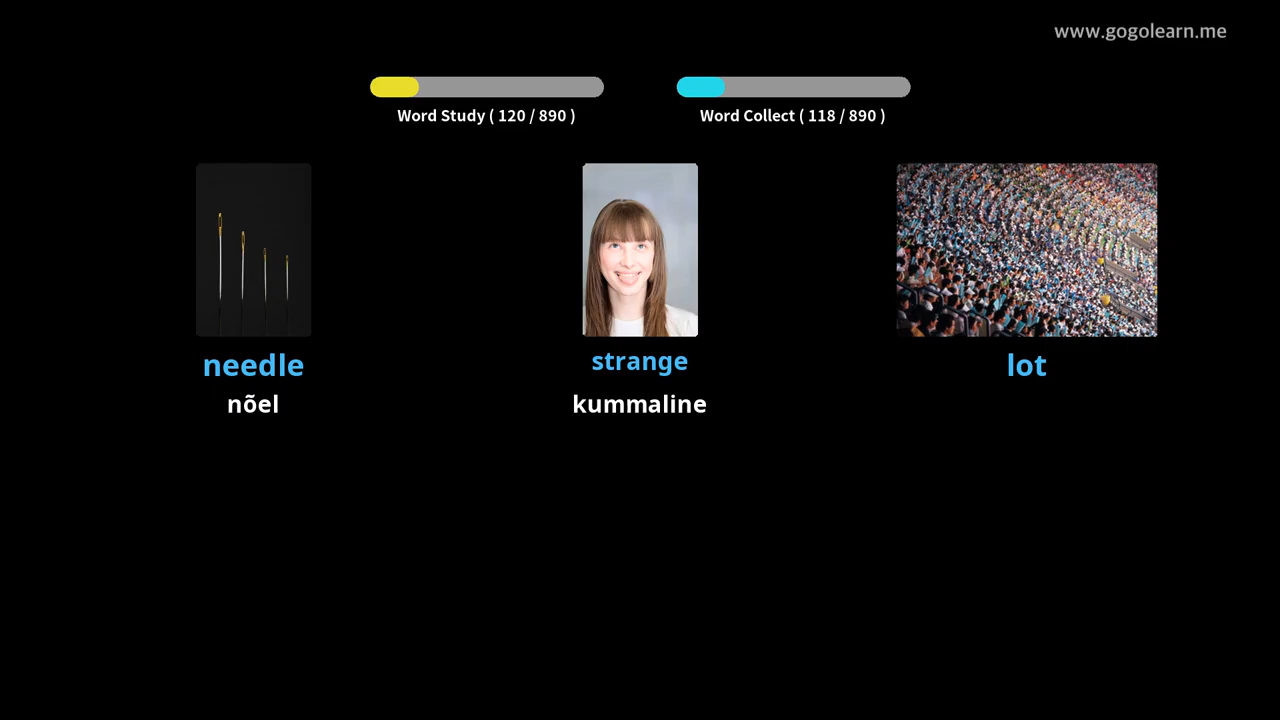 www.gogolearn.me
Word Study ( 120 / 890 )
Word Collect ( 118 / 890 )
needle
nõel
strange
kummaline
lot